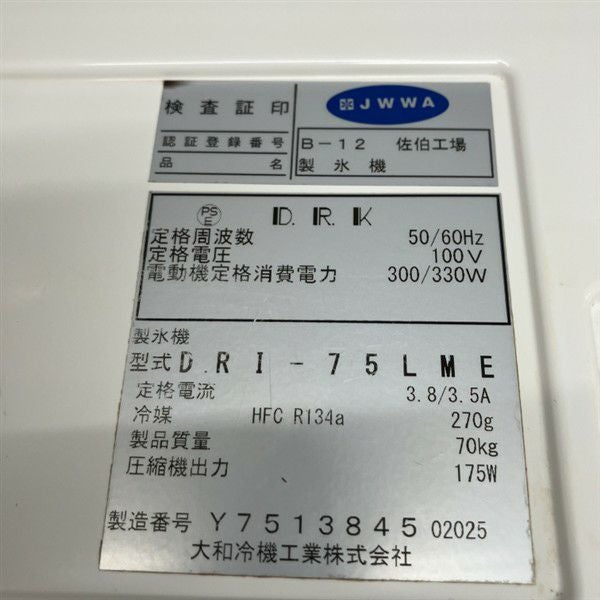 検査証印 JWWA
認証登録番号 B-12 佐伯工場
品名 製氷機
PSE D.R.K
定格周波数 50/60Hz
定格電圧 100V
電動機定格消費電力 300/330W
製氷機
型式 DRI-75LME
定格電流 3.8/3.5A
冷媒 HFC R134a 270g
製品質量 70kg
圧縮機出力 175W
製造番号 Y7513845 02025
大和冷機工業株式会社